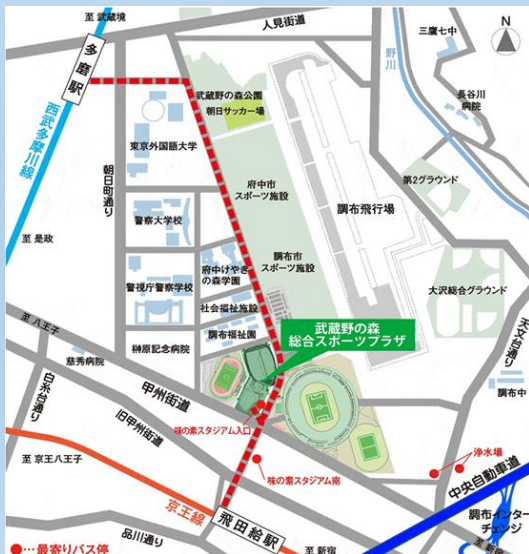 至 武蔵境
人見街道
N
三鷹七中
野川
多磨駅
長谷川
病院
武蔵野の森公園
朝日サッカー場
西武多摩川線
東京外国語大学
朝日町通り
府中市
スポーツ施設
調布飛行場
第2グラウンド
警察大学校
至 是政
府中けやき
の森学園
調布市
スポーツ施設
警視庁警察学校
大沢総合グラウンド
社会福祉施設
至 八王子
調布福祉園
武蔵野の森
総合スポーツプラザ
天文台通り
榊原記念病院
慈秀病院
甲州街道
調布中
白糸台通り
旧甲州街道
味の素スタジアム入口
浄水場
至 京王八王子
味の素スタジアム南
中央自動車道
京王線
飛田給駅
調布インター
チェンジ
品川通り
至 新宿
●…最寄りバス停